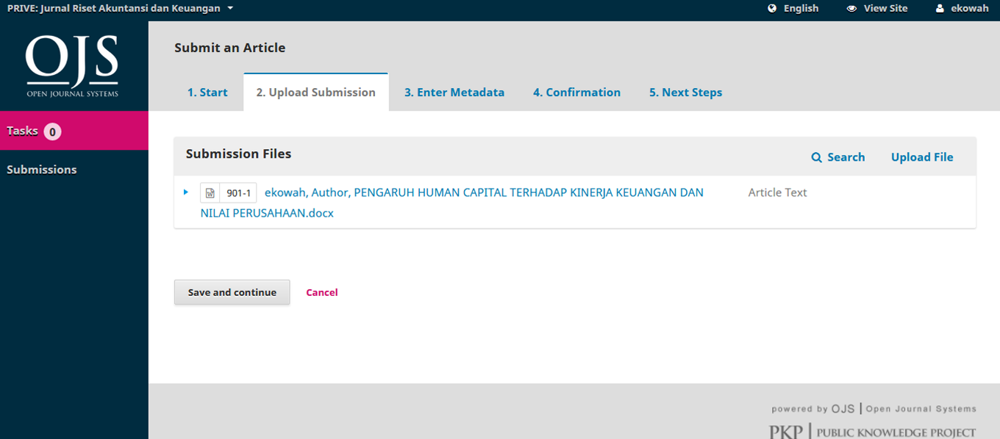 PRIVE: Jurnal Riset Akuntansi dan Keuangan
English
View Site
ekowah
OJS
OPEN JOURNAL SYSTEMS
Submit an Article
1. Start
2. Upload Submission
3. Enter Metadata
4. Confirmation
5. Next Steps
Tasks 0
Submissions
Submission Files
Search
Upload File
901-1 ekowah, Author, PENGARUH HUMAN CAPITAL TERHADAP KINERJA KEUANGAN DAN
NILAI PERUSAHAAN.docx
Article Text
Save and continue
Cancel
powered by OJS | Open Journal Systems
PKP | PUBLIC KNOWLEDGE PROJECT